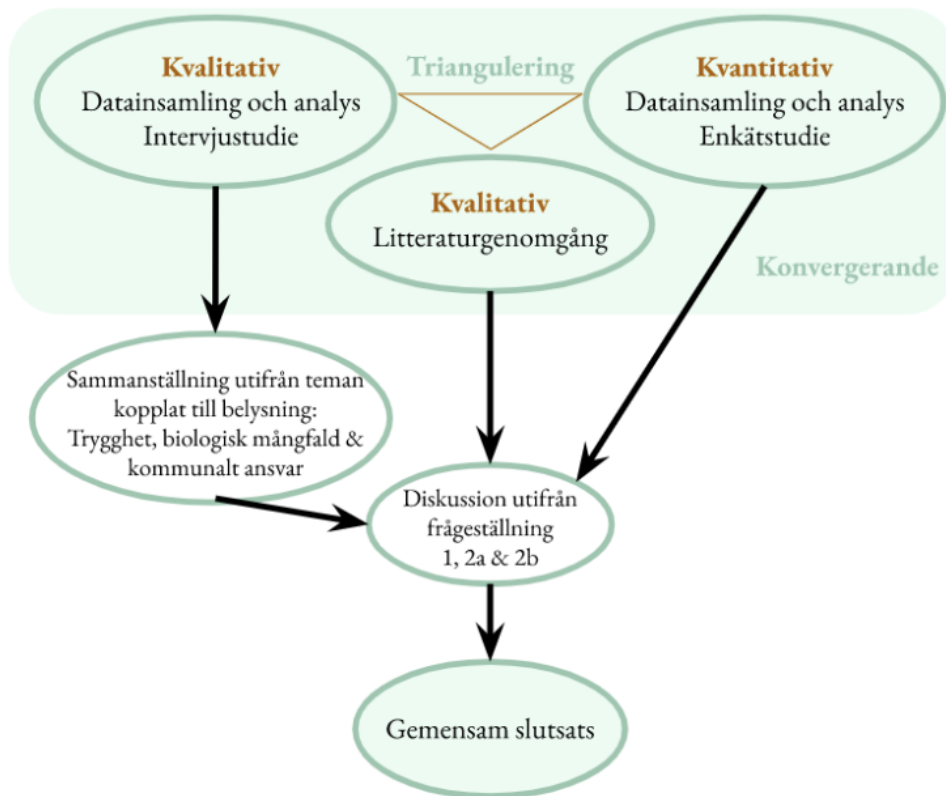 Kvalitativ
Datainsamling och analys
Intervjustudie
Triangulering
Kvantitativ
Datainsamling och analys
Enkätstudie
Kvalitativ
Litteraturgenomgång
Konvergerande
Sammanställning utifrån teman
kopplat till belysning:
Trygghet, biologisk mångfald &
kommunalt ansvar
Diskussion utifrån
frågeställning
1, 2a & 2b
Gemensam slutsats